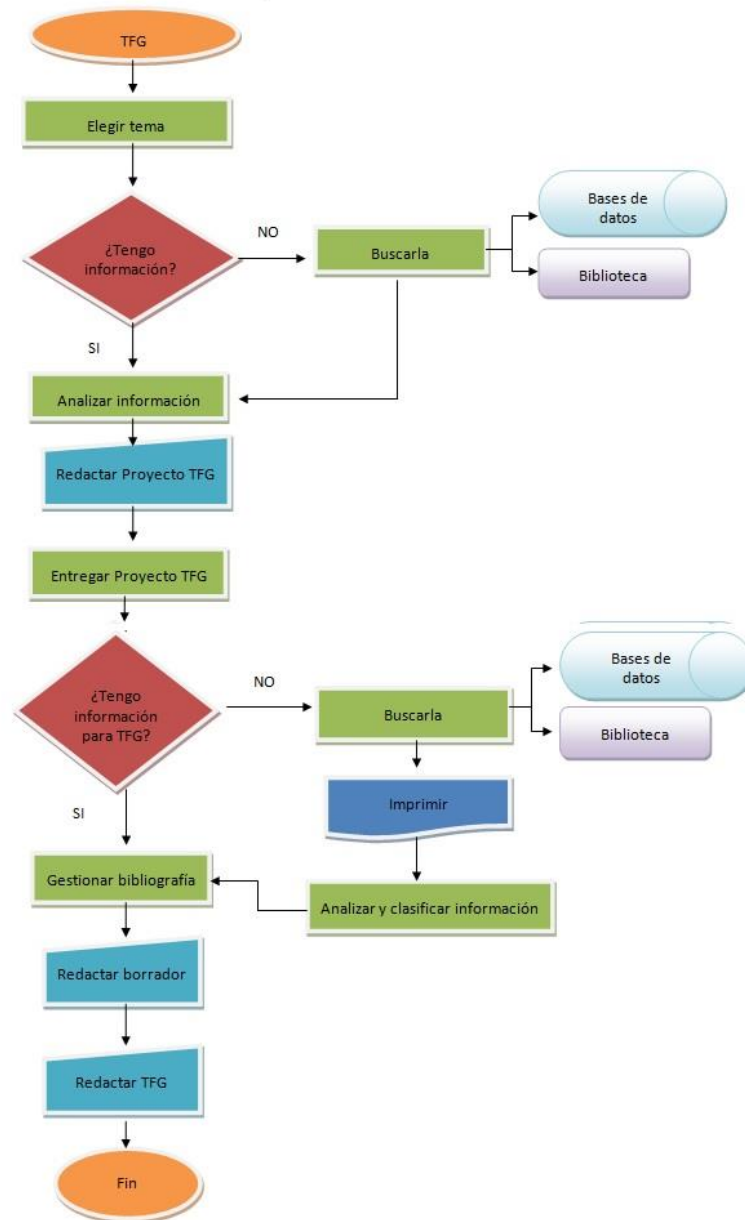 TFG
Elegir tema
¿Tengo
información?
NO
Buscarla
Bases de
datos
Biblioteca
SI
Analizar información
Redactar Proyecto TFG
Entregar Proyecto TFG
¿Tengo
información
para TFG?
NO
Buscarla
Bases de
datos
Biblioteca
Imprimir
SI
Gestionar bibliografía
Analizar y clasificar información
Redactar borrador
Redactar TFG
Fin